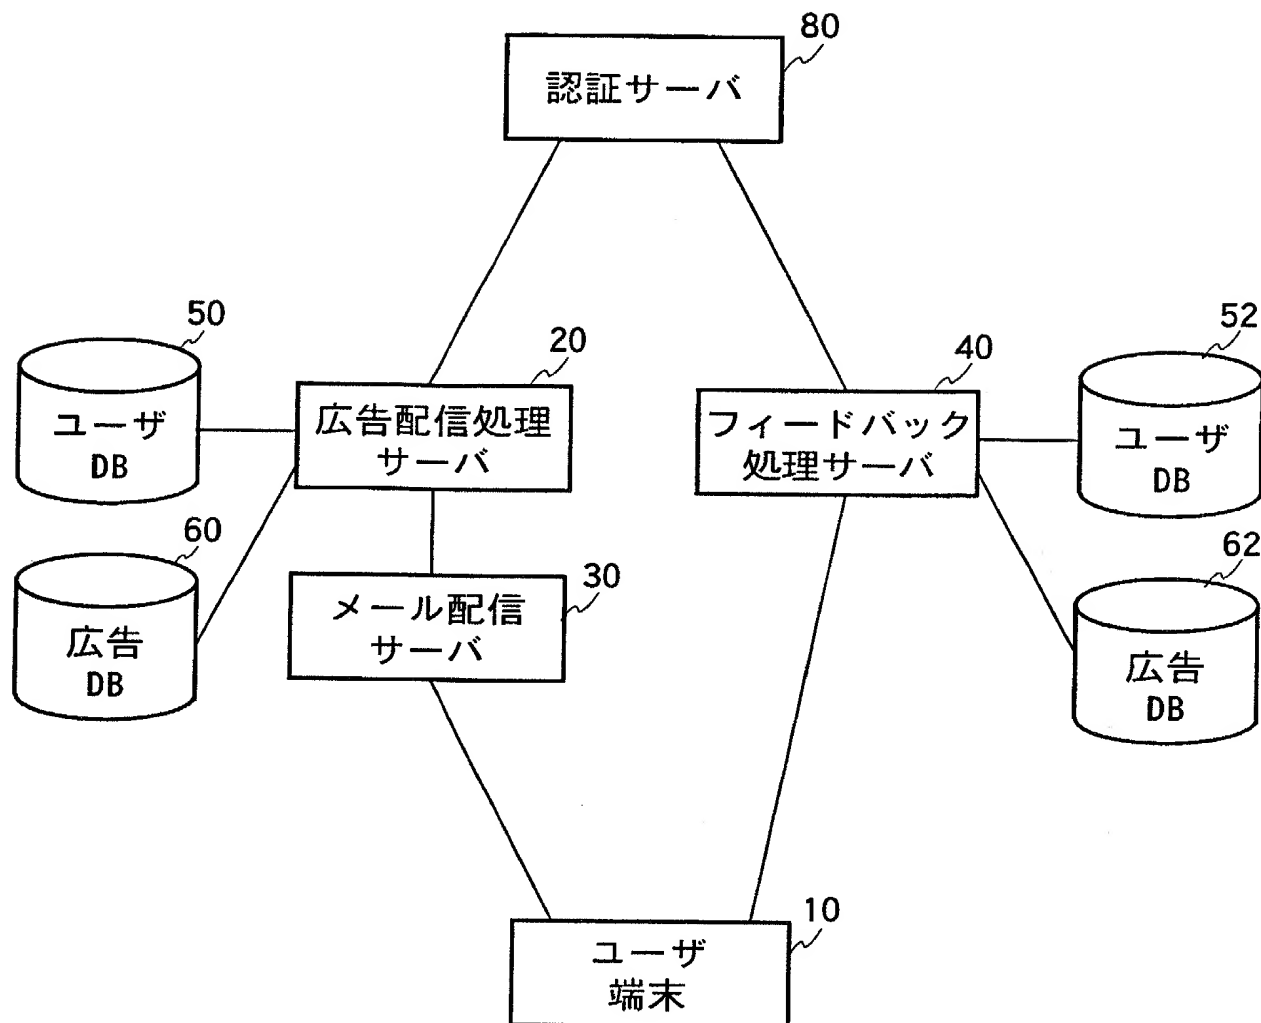 80
認証サーバ
50
ユーザ
DB
20
広告配信処理
サーバ
40
フィードバック
処理サーバ
52
ユーザ
DB
60
広告
DB
30
メール配信
サーバ
62
広告
DB
10
ユーザ
端末